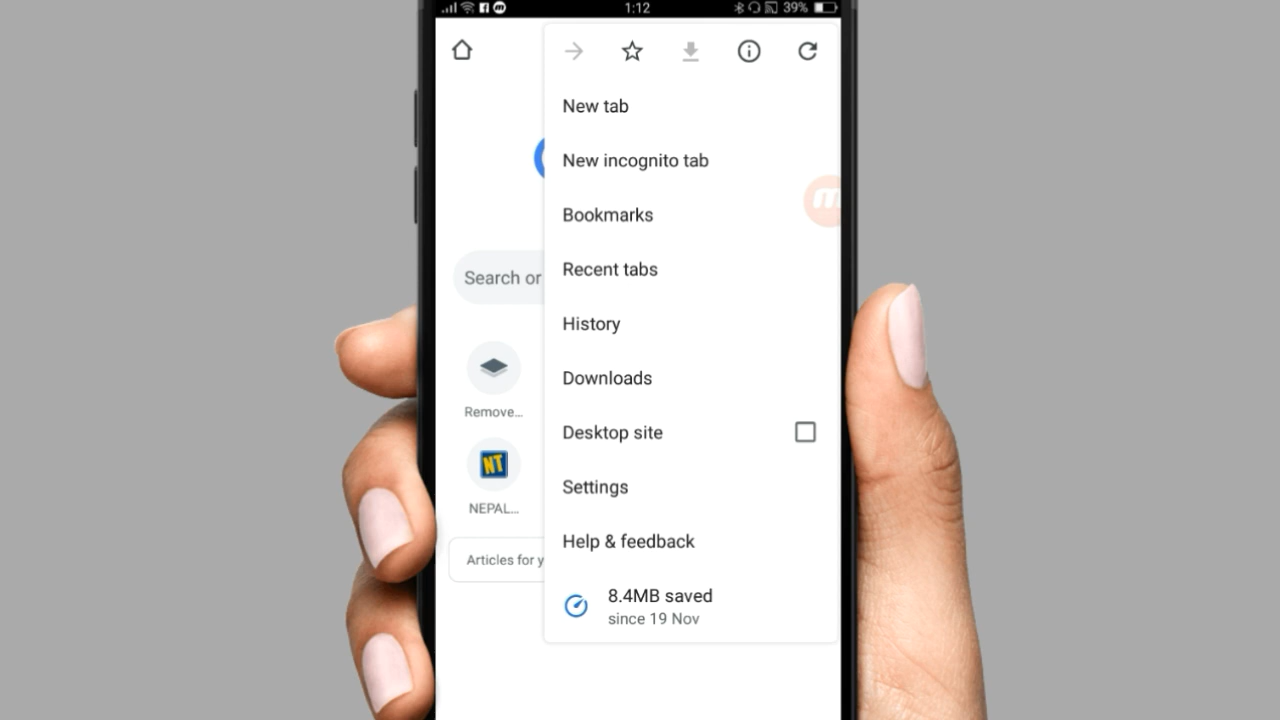 1:12
39%
New tab
New incognito tab
Bookmarks
Recent tabs
Search or
History
Downloads
Remove...
Desktop site
NT
Settings
NEPAL...
Help & feedback
Articles for y
8.4MB saved
since 19 Nov